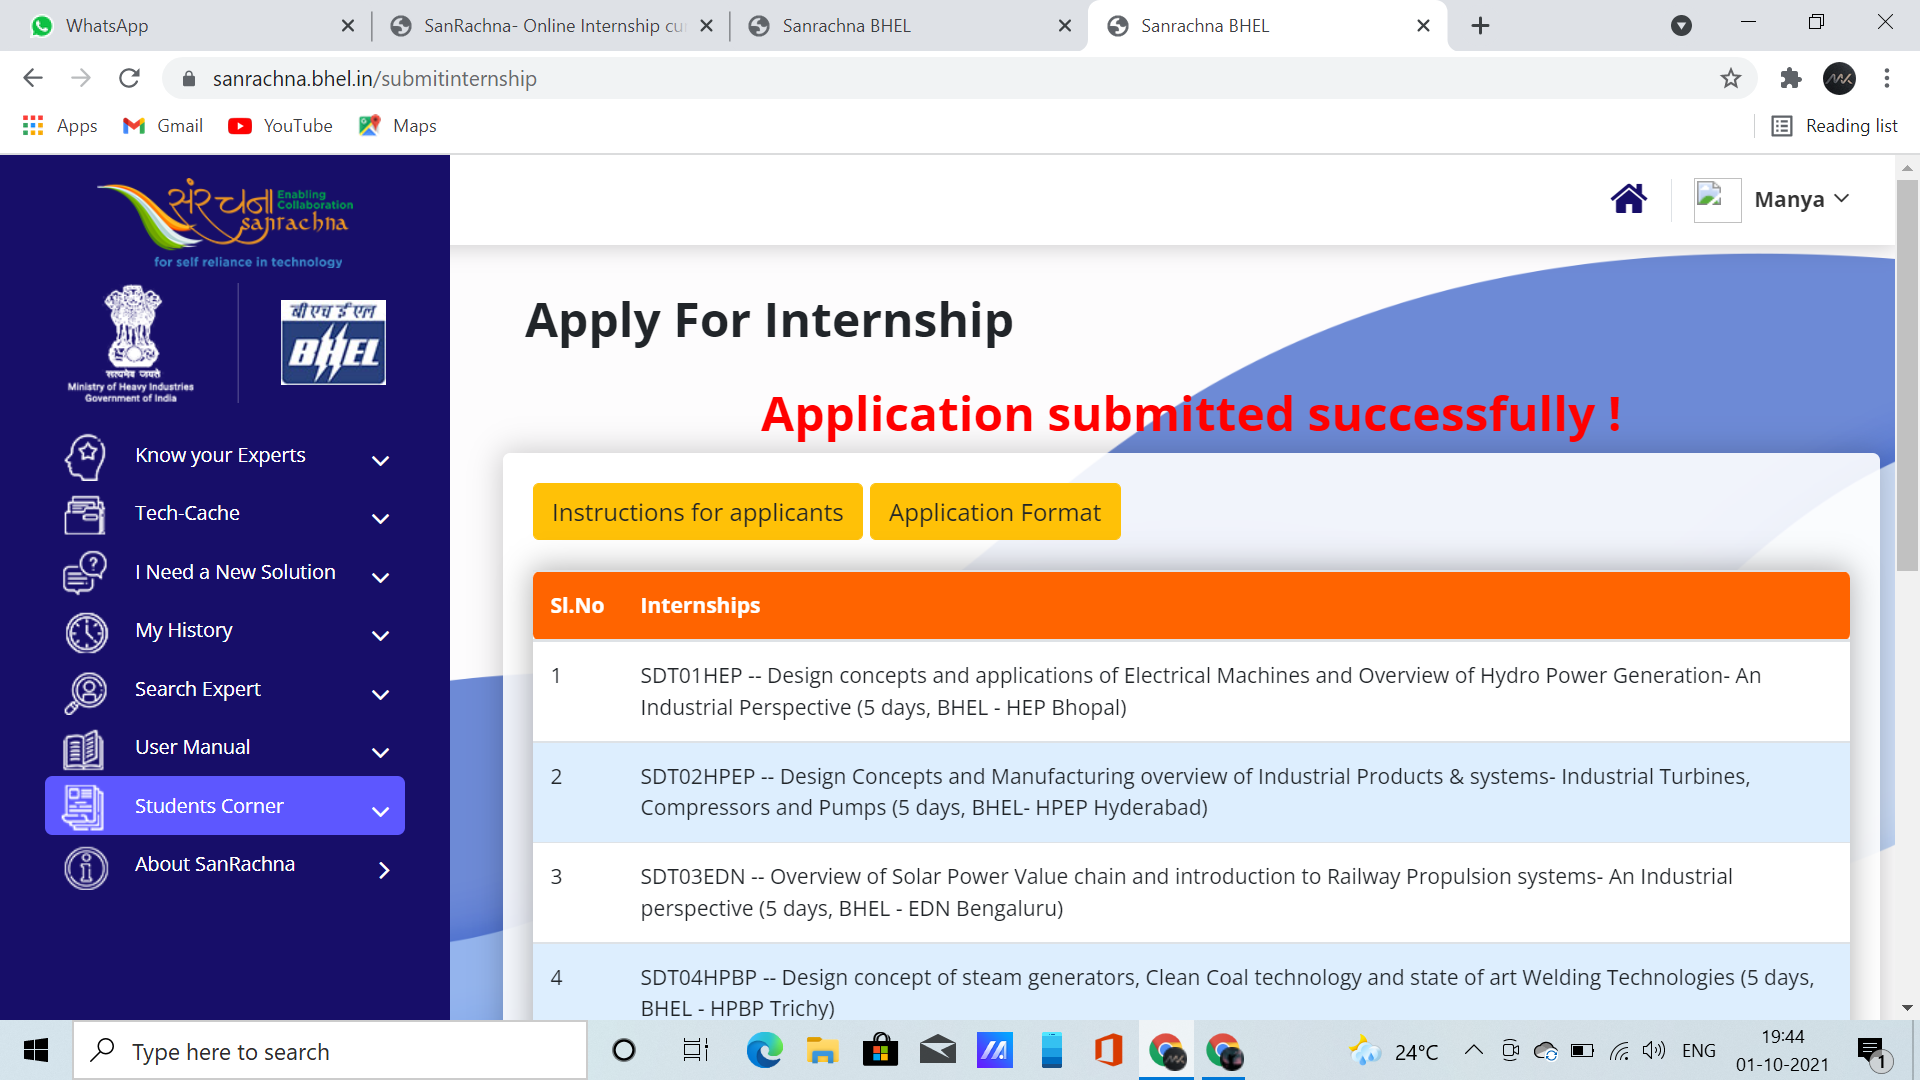 WhatsApp
SanRachna- Online Internship cu
Sanrachna BHEL
Sanrachna BHEL
sanrachna.bhel.in/submitinternship
Apps
Gmail
YouTube
Maps
Reading list
संरचना
Enabling
Collaboration
sanrachna
for self reliance in technology
सत्यमेव जयते
Ministry of Heavy Industries
Government of India
बी एच ई एल
BHEL
Manya
Know your Experts
Tech-Cache
I Need a New Solution
My History
Search Expert
User Manual
Students Corner
About SanRachna
Apply For Internship
Application submitted successfully !
Instructions for applicants
Application Format
Sl.No Internships
1 SDT01HEP -- Design concepts and applications of Electrical Machines and Overview of Hydro Power Generation- An
Industrial Perspective (5 days, BHEL - HEP Bhopal)
2 SDT02HPEP -- Design Concepts and Manufacturing overview of Industrial Products & systems- Industrial Turbines,
Compressors and Pumps (5 days, BHEL- HPEP Hyderabad)
3 SDT03EDN -- Overview of Solar Power Value chain and introduction to Railway Propulsion systems- An Industrial
perspective (5 days, BHEL - EDN Bengaluru)
4 SDT04HPBP -- Design concept of steam generators, Clean Coal technology and state of art Welding Technologies (5 days,
BHEL - HPBP Trichy)
Type here to search
24°C
ENG
19:44
01-10-2021
1